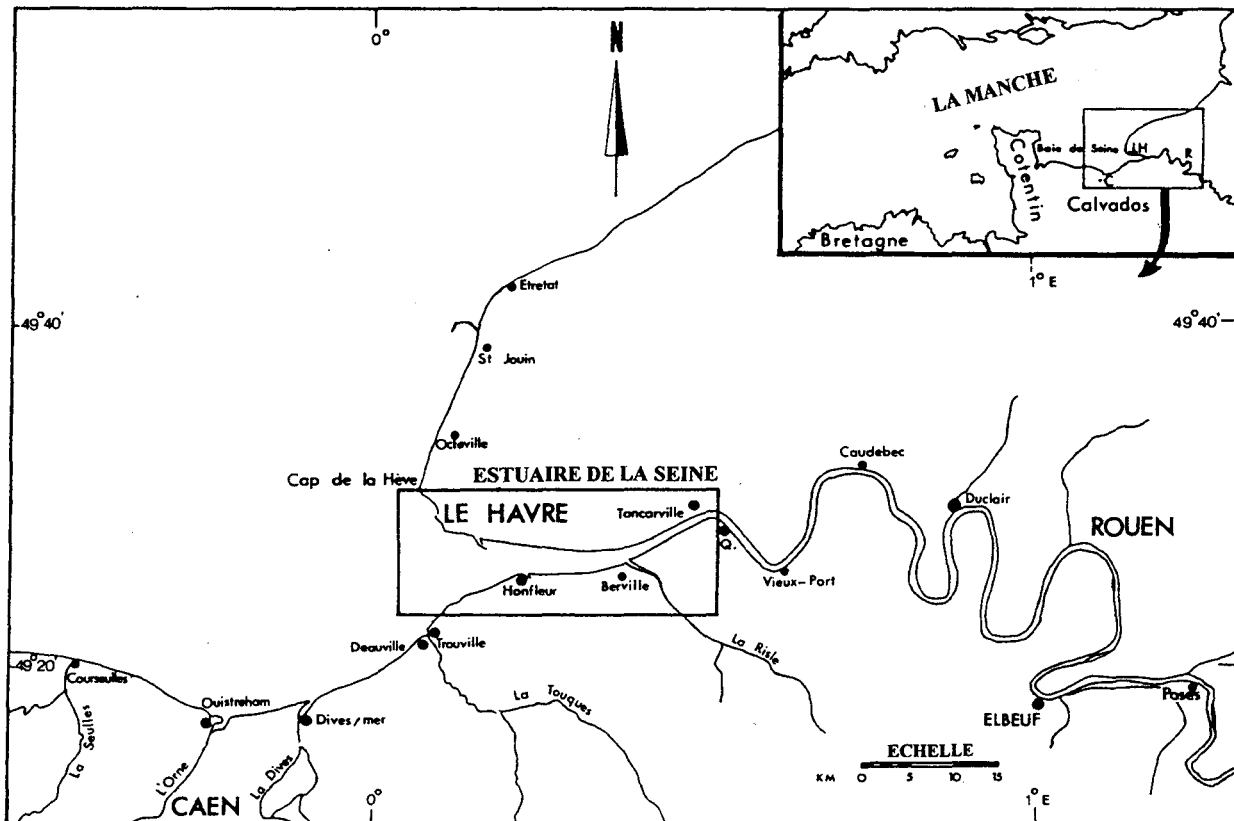 0°
N
LA MANCHE
Cotentin
Baie de Seine
LH
R
C
Calvados
Bretagne
1° E
Etretat
49°40'
49°40'
St Jouin
Octeville
Cap de la Hève
ESTUAIRE DE LA SEINE
Caudebec
LE HAVRE
Tancarville
Duclair
Q.
ROUEN
Vieux-Port
Honfleur
Berville
Deauville
Trouville
La Risle
49°20'
Courseulles
Ouistreham
La Touques
Poses
Dives/mer
ELBEUF
La Seulles
L'Orne
La Dives
ECHELLE
KM 0 5 10 15
CAEN
0°
1° E